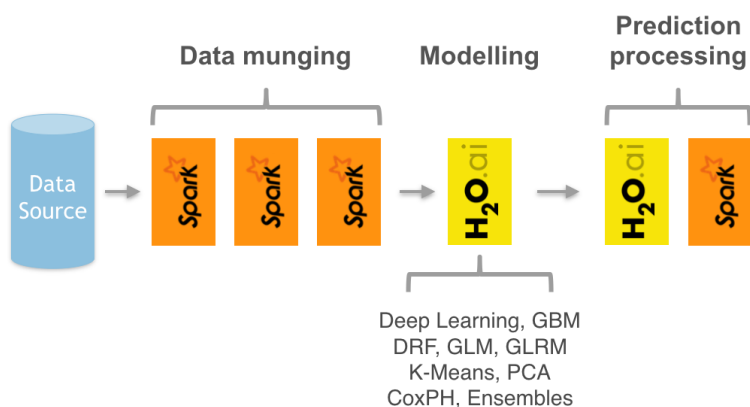 Data munging
Modelling
Prediction
processing
Data
Source
Spark
Spark
Spark
H2O.ai
H2O.ai
Spark
Deep Learning, GBM
DRF, GLM, GLRM
K-Means, PCA
CoxPH, Ensembles